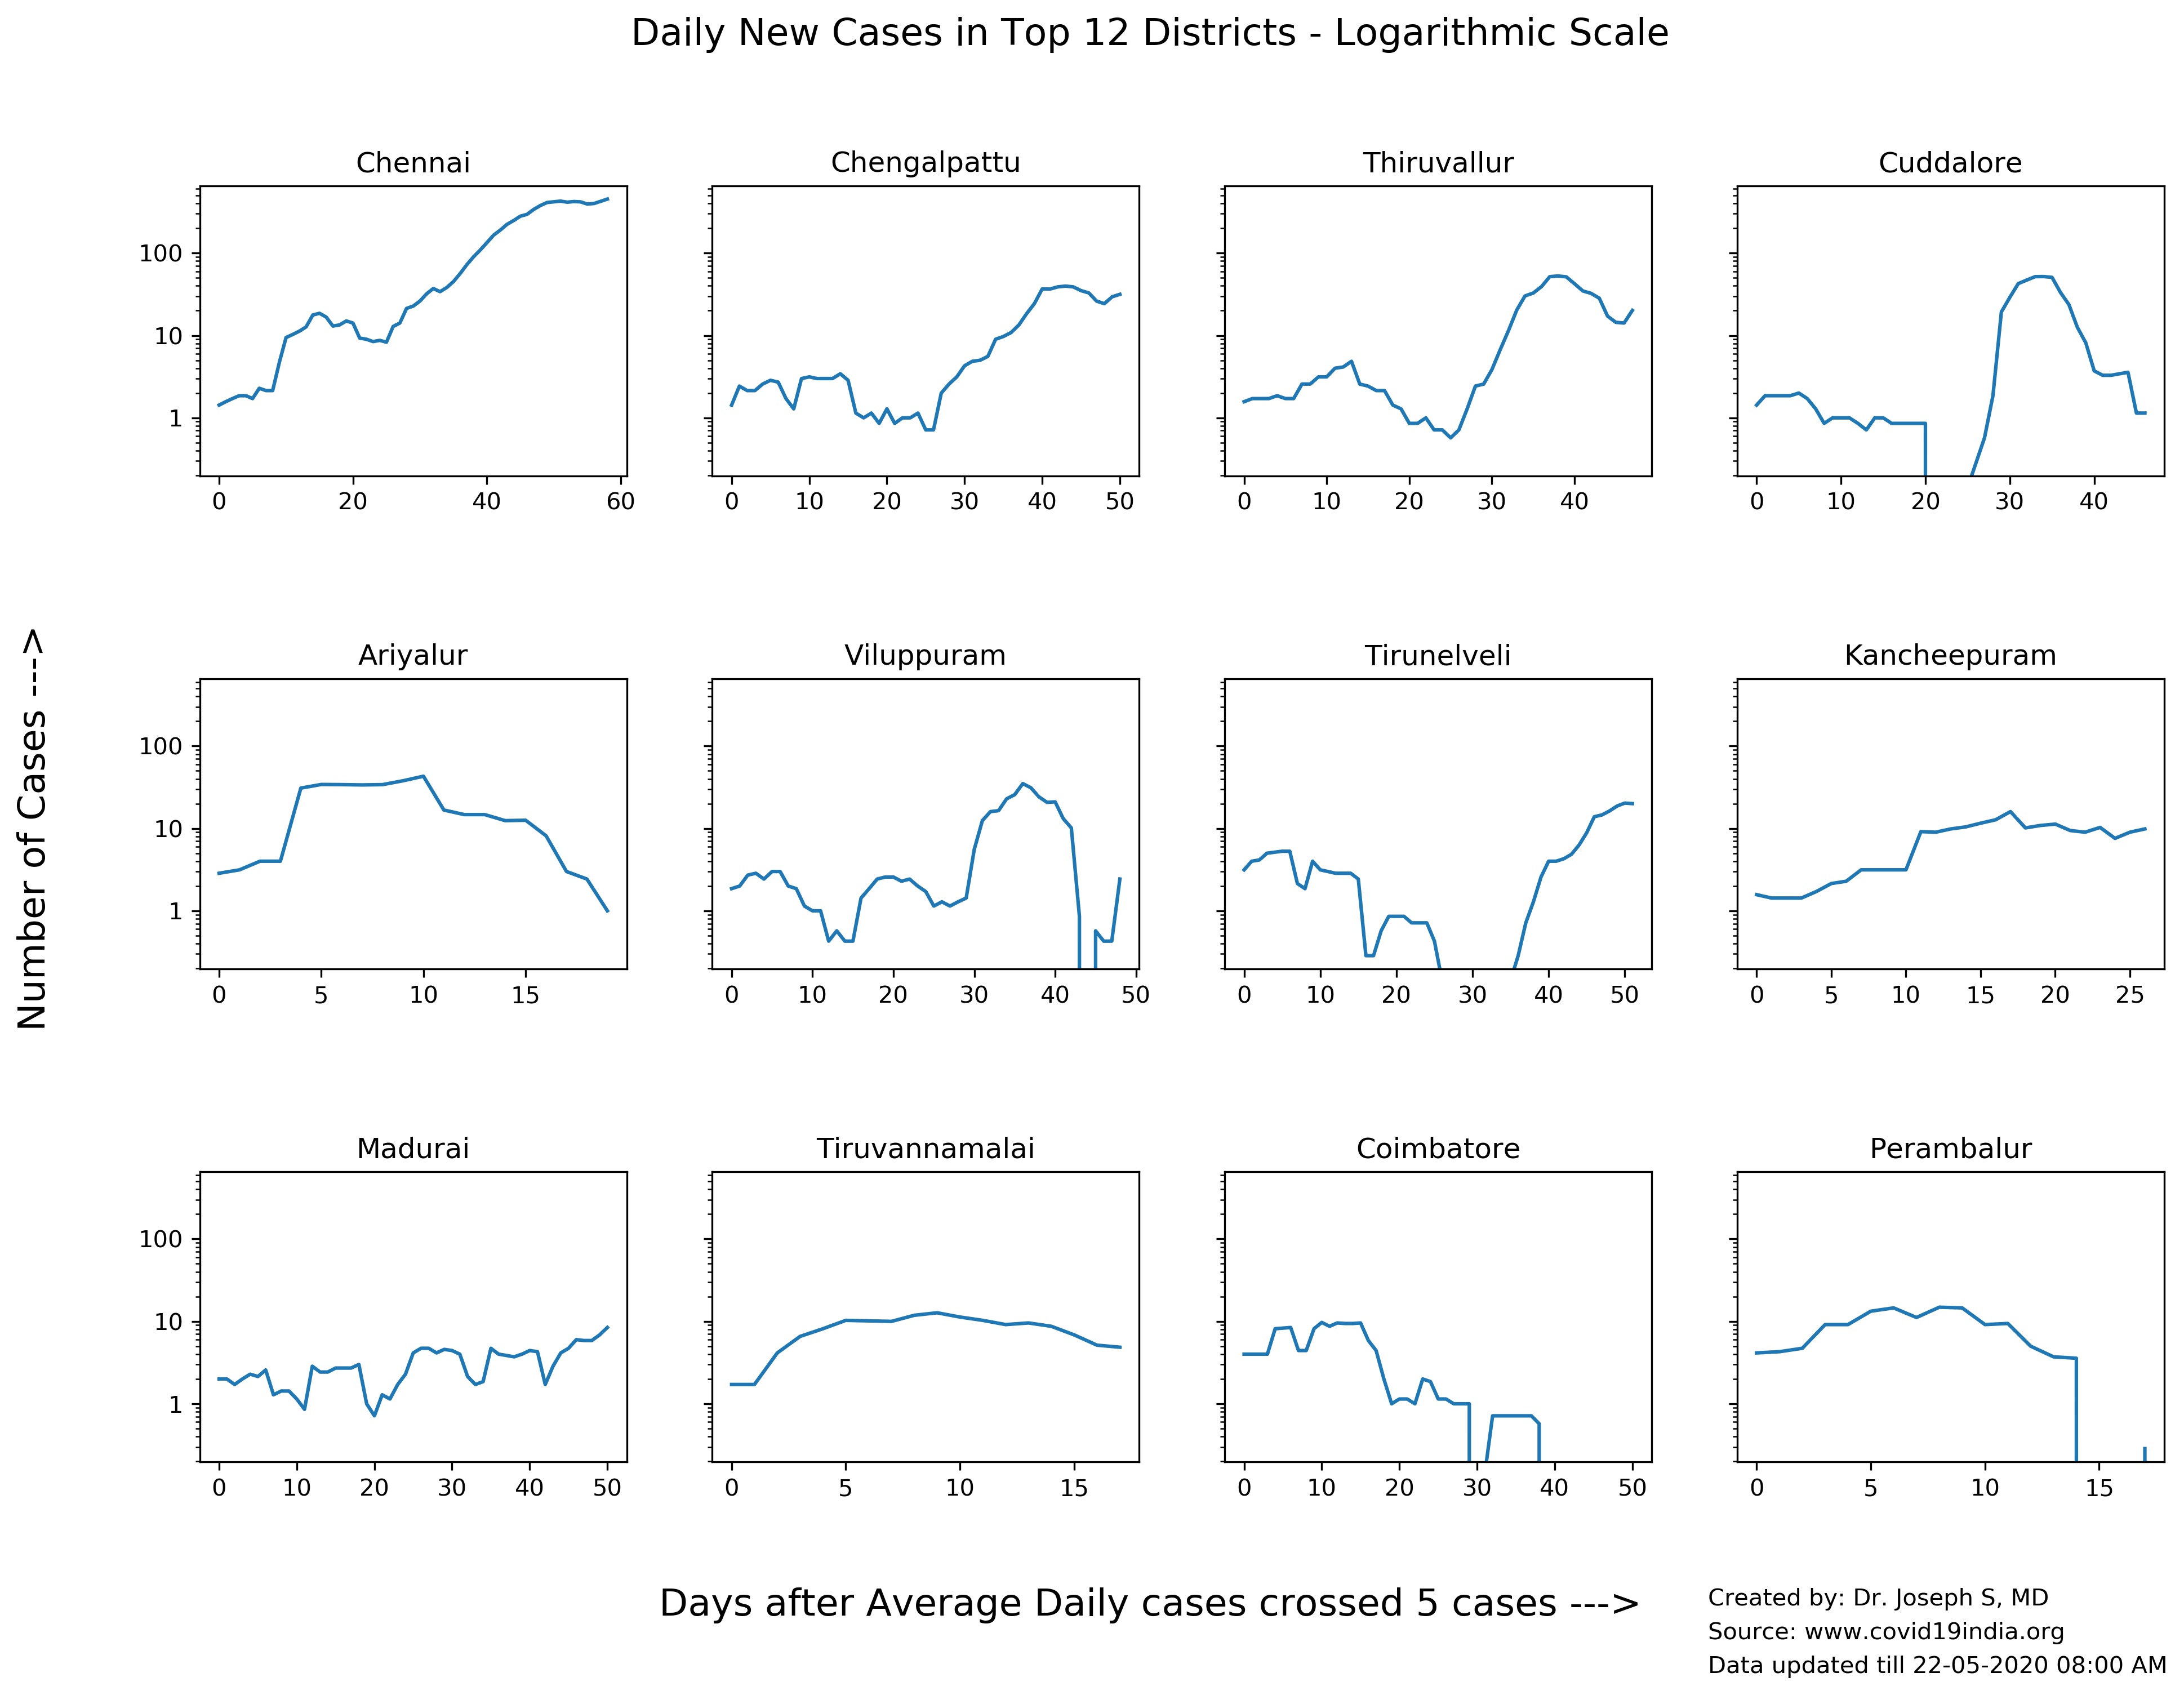 Daily New Cases in Top 12 Districts - Logarithmic Scale
Chennai Chengalpattu Thiruvallur Cuddalore
100
10
1
0 20 40 60 0 10 20 30 40 50 0 10 20 30 40 0 10 20 30 40
Number of Cases --->
Ariyalur Viluppuram Tirunelveli Kancheepuram
100
10
1
0 5 10 15 0 10 20 30 40 50 0 10 20 30 40 50 0 5 10 15 20 25
Madurai Tiruvannamalai Coimbatore Perambalur
100
10
1
0 10 20 30 40 50 0 5 10 15 0 10 20 30 40 50 0 5 10 15
Days after Average Daily cases crossed 5 cases --->
Created by: Dr. Joseph S, MD
Source: www.covid19india.org
Data updated till 22-05-2020 08:00 AM